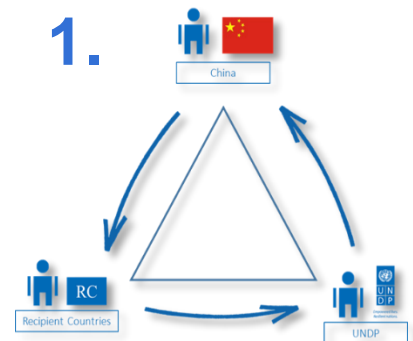 1.
China
RC
Recipient Countries
U N
D P
UNDP